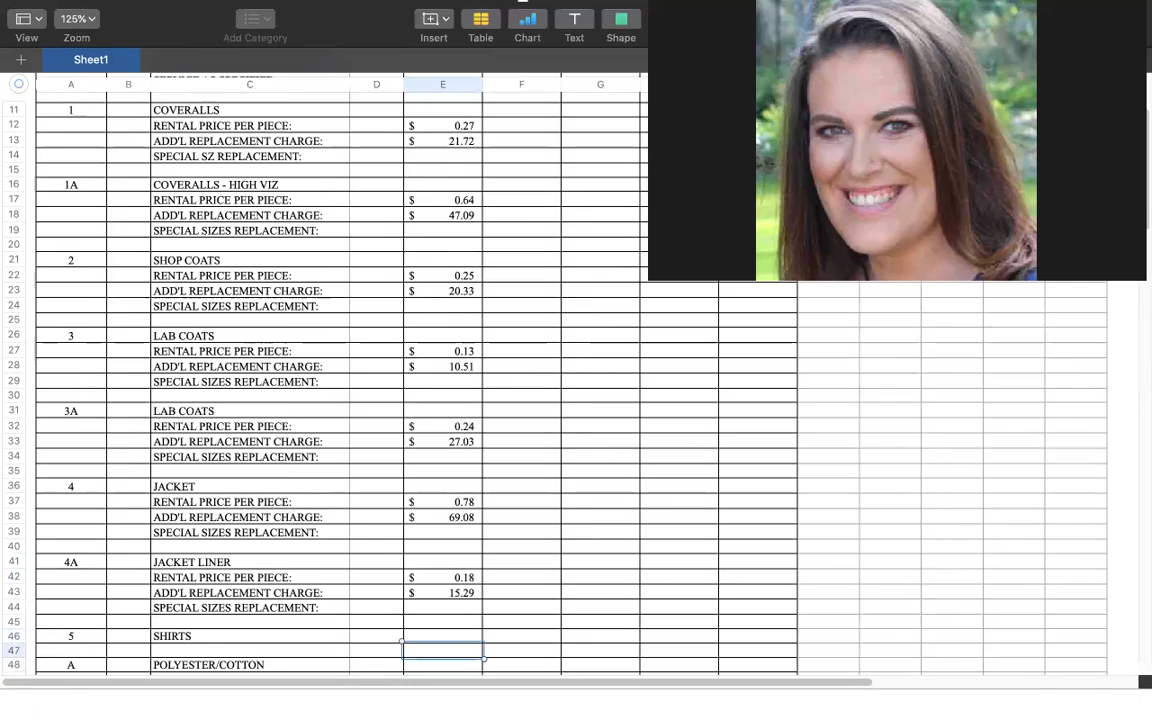 125%
View
Zoom
Add Category
Insert
Table
Chart
Text
Shape
Sheet1
A B C D E F G
11 1 COVERALLS
12 RENTAL PRICE PER PIECE: $ 0.27
13 ADD'L REPLACEMENT CHARGE: $ 21.72
14 SPECIAL SZ REPLACEMENT:
15
16 1A COVERALLS - HIGH VIZ
17 RENTAL PRICE PER PIECE: $ 0.64
18 ADD'L REPLACEMENT CHARGE: $ 47.09
19 SPECIAL SIZES REPLACEMENT:
20
21 2 SHOP COATS
22 RENTAL PRICE PER PIECE: $ 0.25
23 ADD'L REPLACEMENT CHARGE: $ 20.33
24 SPECIAL SIZES REPLACEMENT:
25
26 3 LAB COATS
27 RENTAL PRICE PER PIECE: $ 0.13
28 ADD'L REPLACEMENT CHARGE: $ 10.51
29 SPECIAL SIZES REPLACEMENT:
30
31 3A LAB COATS
32 RENTAL PRICE PER PIECE: $ 0.24
33 ADD'L REPLACEMENT CHARGE: $ 27.03
34 SPECIAL SIZES REPLACEMENT:
35
36 4 JACKET
37 RENTAL PRICE PER PIECE: $ 0.78
38 ADD'L REPLACEMENT CHARGE: $ 69.08
39 SPECIAL SIZES REPLACEMENT:
40
41 4A JACKET LINER
42 RENTAL PRICE PER PIECE: $ 0.18
43 ADD'L REPLACEMENT CHARGE: $ 15.29
44 SPECIAL SIZES REPLACEMENT:
45
46 5 SHIRTS
47
48 A POLYESTER/COTTON